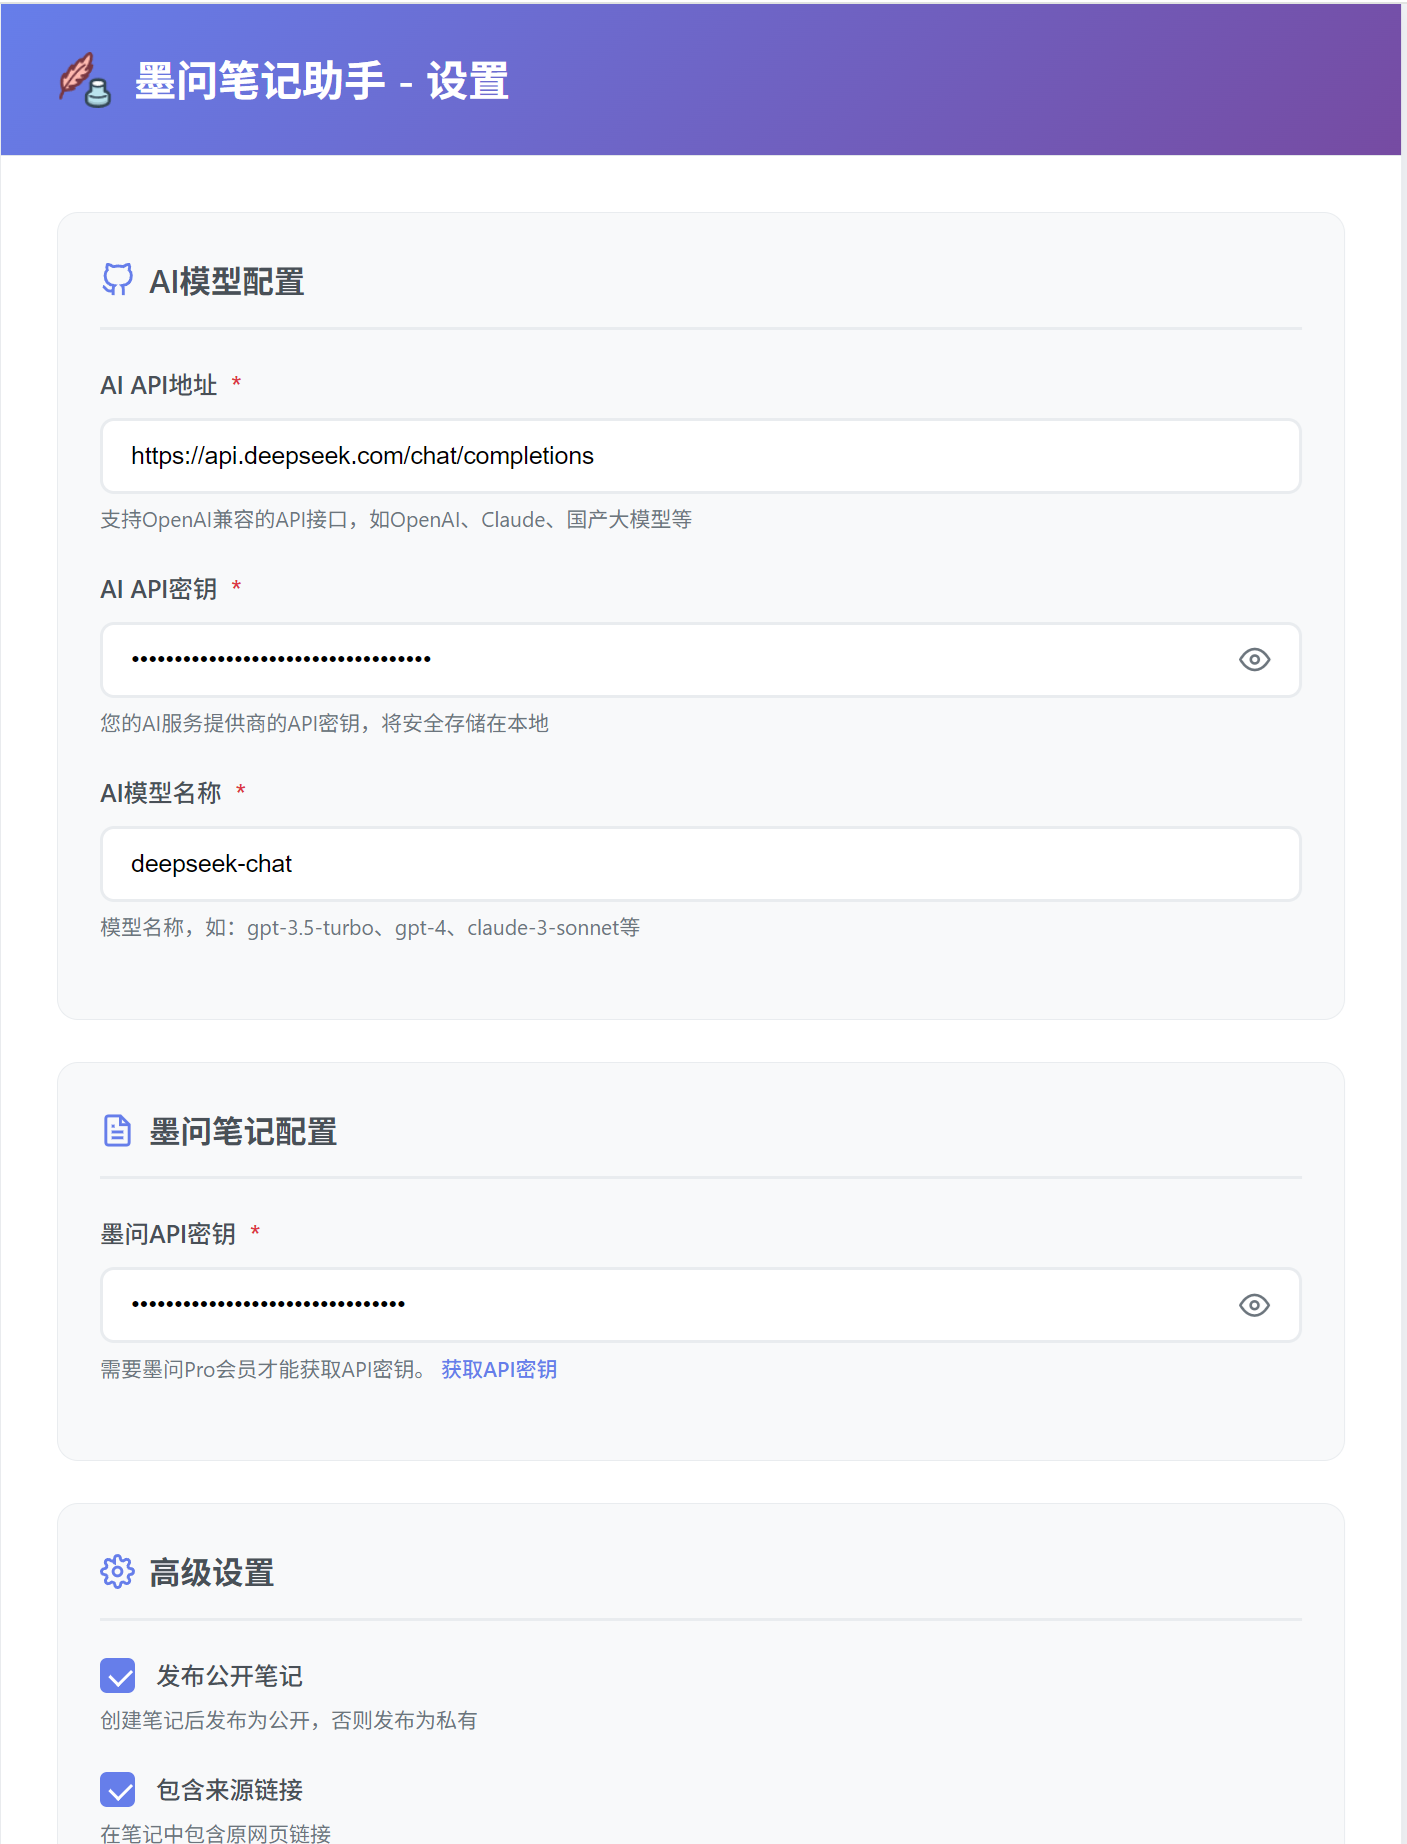 墨问笔记助手 - 设置
AI模型配置
AI API地址 *
https://api.deepseek.com/chat/completions
支持OpenAI兼容的API接口，如OpenAI、Claude、国产大模型等
AI API密钥 *
•••••••••••••••••••••••••••••••••••
您的AI服务提供商的API密钥，将安全存储在本地
AI模型名称 *
deepseek-chat
模型名称，如：gpt-3.5-turbo、gpt-4、claude-3-sonnet等
墨问笔记配置
墨问API密钥 *
••••••••••••••••••••••••••••••••
需要墨问Pro会员才能获取API密钥。 获取API密钥
高级设置
发布公开笔记
创建笔记后发布为公开，否则发布为私有
包含来源链接
在笔记中包含原网页链接